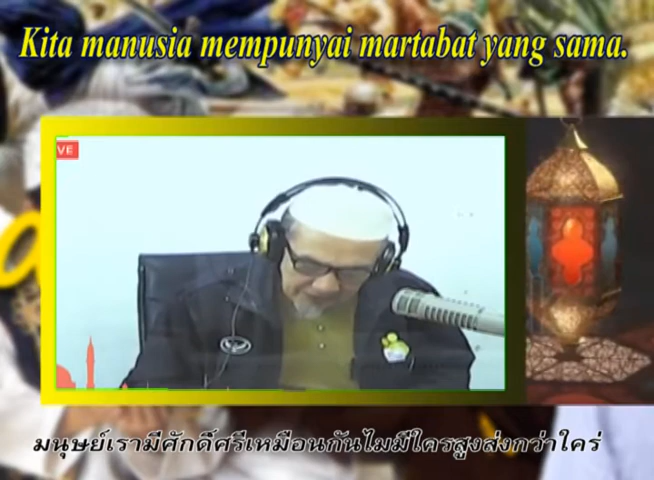 Kita manusia mempunyai martabat yang sama.
VE
มนุษย์เรามีศักดิ์ศรีเหมือนกันไมมีใครสูงส่งกว่าใคร่